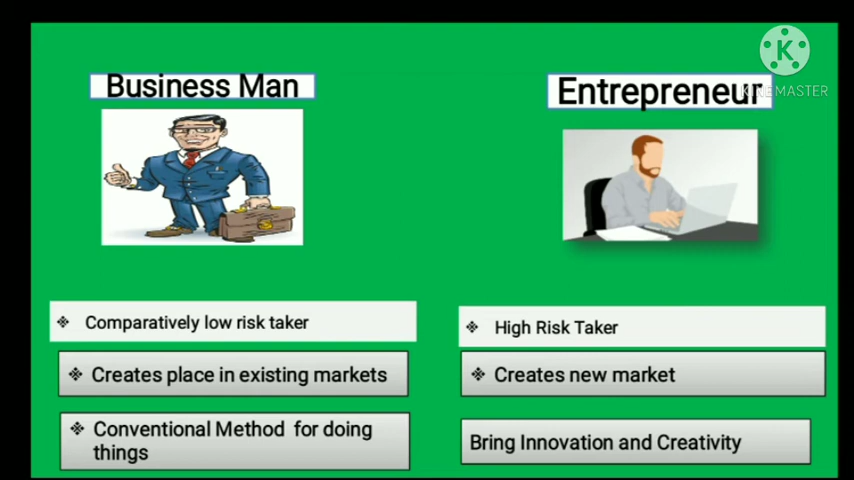 Business Man
Entrepreneur
K
KINEMASTER
❖ Comparatively low risk taker
❖ Creates place in existing markets
❖ Conventional Method for doing
things
❖ High Risk Taker
❖ Creates new market
Bring Innovation and Creativity